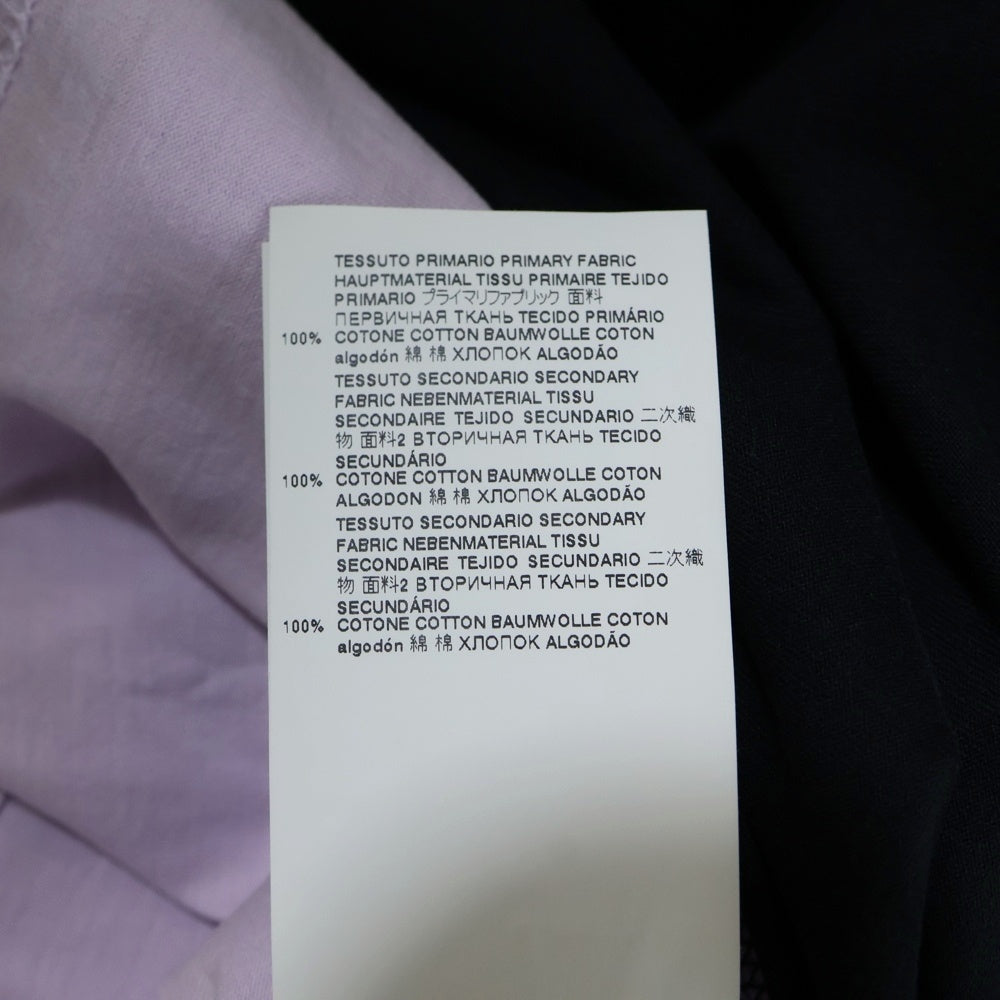 TESSUTO PRIMARIO PRIMARY FABRIC
HAUPTMATERIAL TISSU PRIMAIRE TEJIDO
PRIMARIO プライマリファブリック 面料
ПЕРВИЧНАЯ ТКАНЬ TECIDO PRIMÁRIO
100% COTONE COTTON BAUMWOLLE COTON
algodón 綿 棉 ХЛОПОК ALGODÃO
TESSUTO SECONDARIO SECONDARY
FABRIC NEBENMATERIAL TISSU
SECONDAIRE TEJIDO SECUNDARIO 二次織
物 面料2 ВТОРИЧНАЯ ТКАНЬ TECIDO
SECUNDÁRIO
100% COTONE COTTON BAUMWOLLE COTON
ALGODON 綿 棉 ХЛОПОК ALGODÃO
TESSUTO SECONDARIO SECONDARY
FABRIC NEBENMATERIAL TISSU
SECONDAIRE TEJIDO SECUNDARIO 二次織
物 面料2 ВТОРИЧНАЯ ТКАНЬ TECIDO
SECUNDÁRIO
100% COTONE COTTON BAUMWOLLE COTON
algodón 綿 棉 ХЛОПОК ALGODÃO